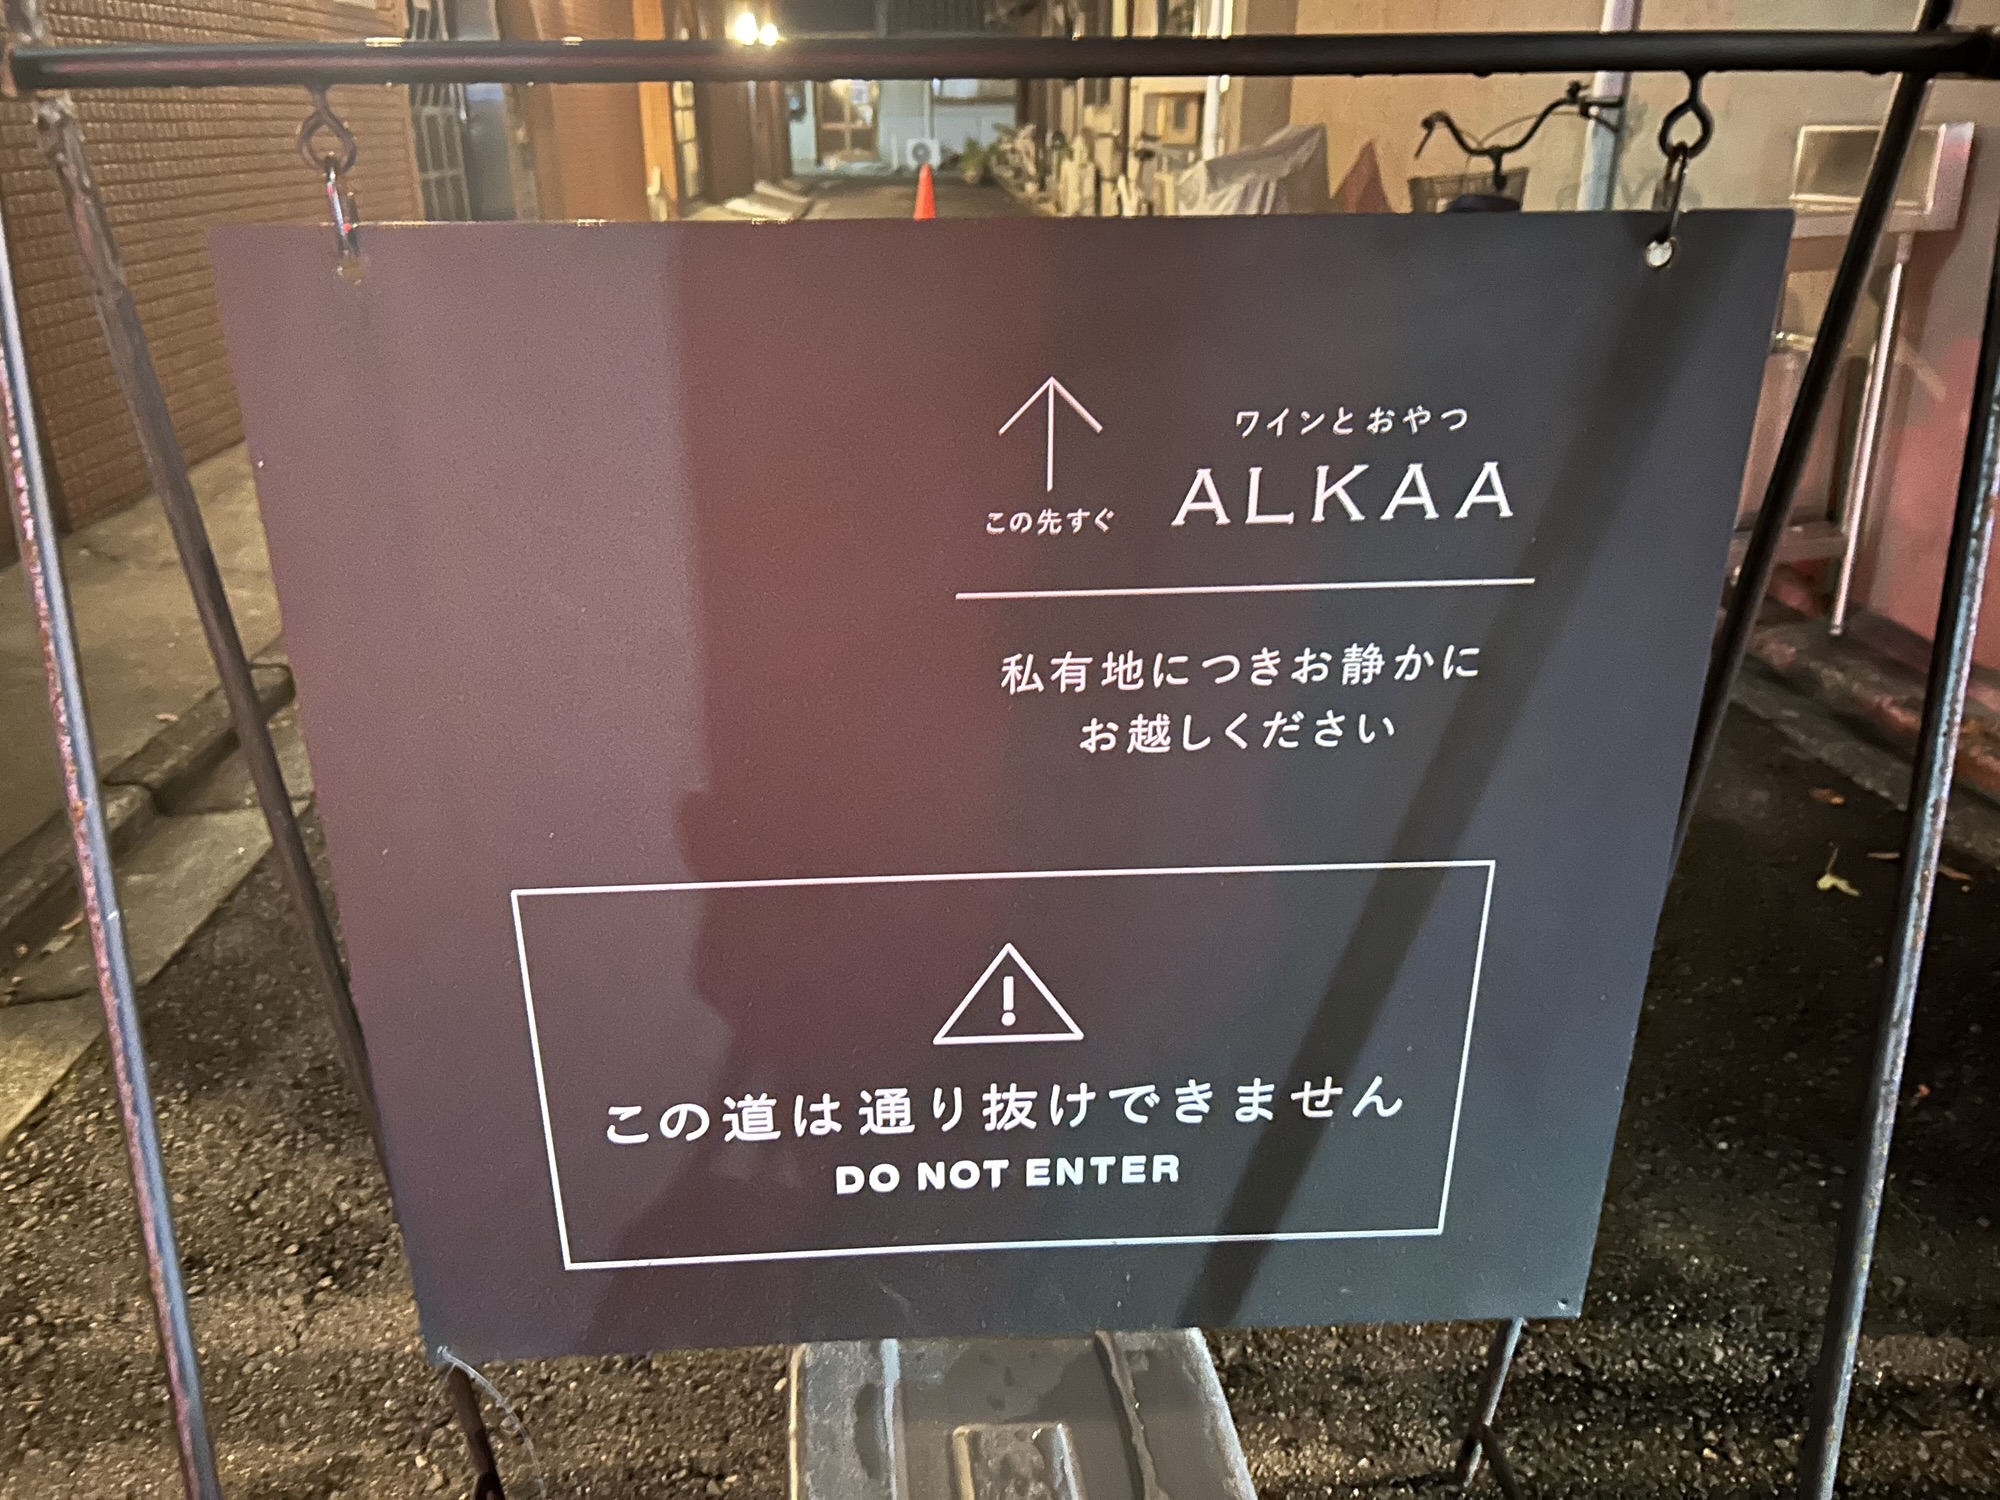 ワインとおやつ
ALKAA
この先すぐ
私有地につきお静かに
お越しください
この道は通り抜けできません
DO NOT ENTER